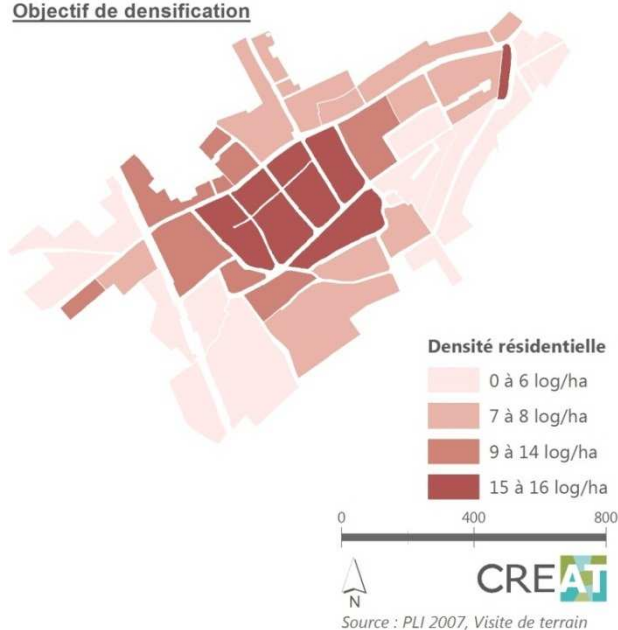 Objectif de densification
Densité résidentielle
0 à 6 log/ha
7 à 8 log/ha
9 à 14 log/ha
15 à 16 log/ha
0 400 800
N
CREAT
Source : PLI 2007, Visite de terrain